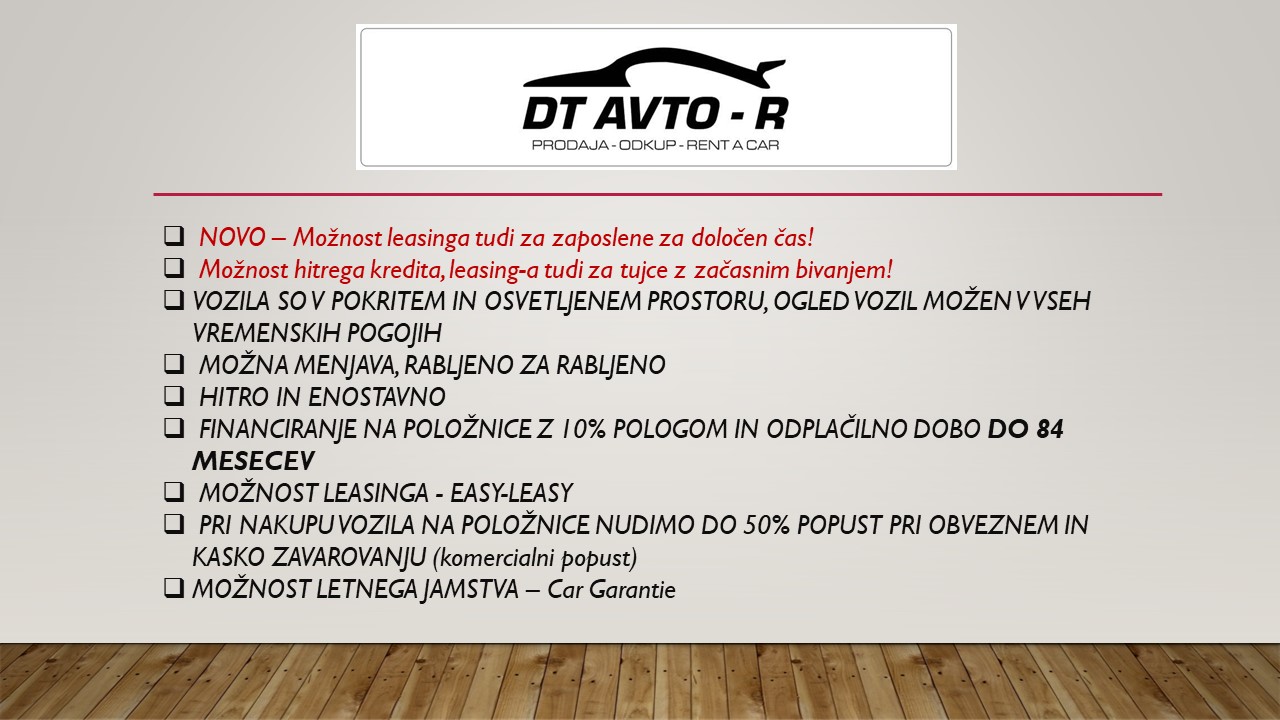 DT AVTO - R
PRODAJA - ODKUP - RENT A CAR
NOVO – Možnost leasinga tudi za zaposlene za določen čas!
Možnost hitrega kredita, leasing-a tudi za tujce z začasnim bivanjem!
VOZILA SO V POKRITEM IN OSVETLJENEM PROSTORU, OGLED VOZIL MOŽEN V VSEH
VREMENSKIH POGOJIH
MOŽNA MENJAVA, RABLJENO ZA RABLJENO
HITRO IN ENOSTAVNO
FINANCIRANJE NA POLOŽNICE Z 10% POLOGOM IN ODPLAČILNO DOBO DO 84
MESECEV
MOŽNOST LEASINGA - EASY-LEASY
PRI NAKUPU VOZILA NA POLOŽNICE NUDIMO DO 50% POPUST PRI OBVEZNEM IN
KASKO ZAVAROVANJU (komercialni popust)
MOŽNOST LETNEGA JAMSTVA – Car Garantie